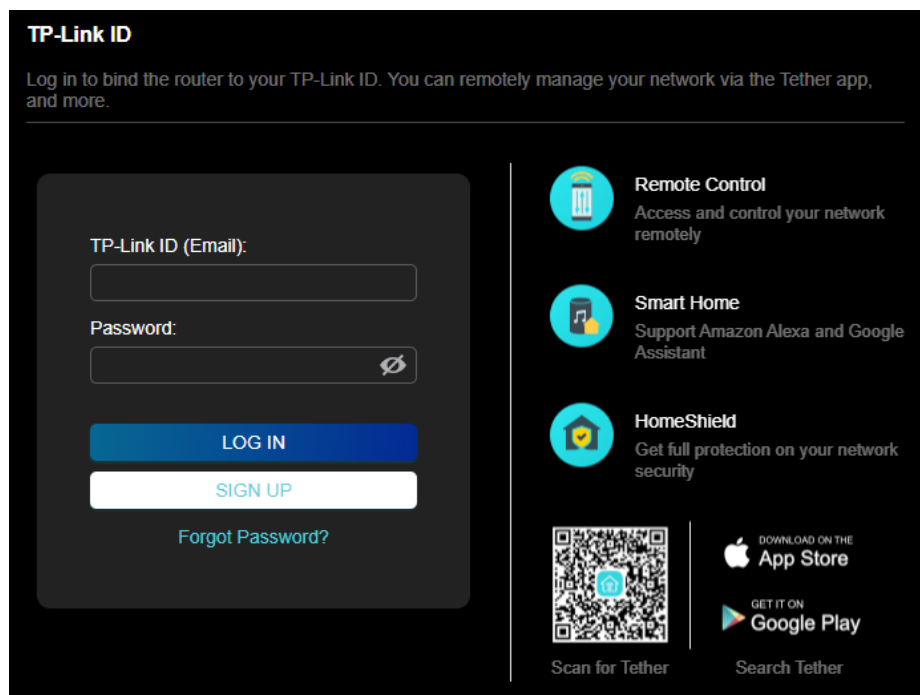 TP-Link ID
Log in to bind the router to your TP-Link ID. You can remotely manage your network via the Tether app,
and more.
TP-Link ID (Email):
Password:
LOG IN
SIGN UP
Forgot Password?
Remote Control
Access and control your network
remotely
Smart Home
Support Amazon Alexa and Google
Assistant
HomeShield
Get full protection on your network
security
Scan for Tether
DOWNLOAD ON THE
App Store
GET IT ON
Google Play
Search Tether